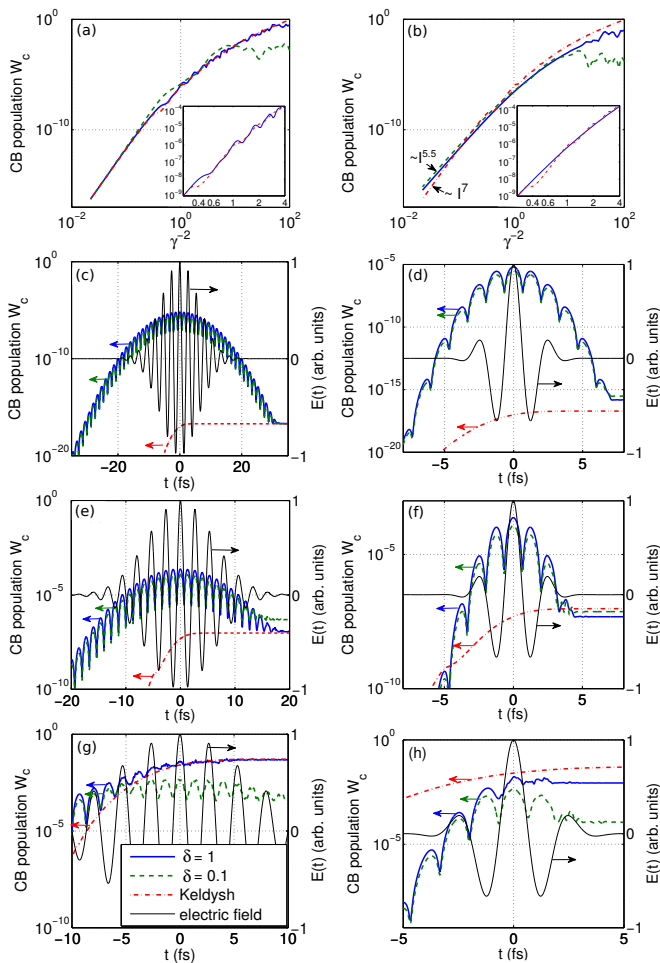 (a)
CB population W_c
10^0
10^-10
10^-2
10^0
10^2
γ^-2
10^-4
10^-5
10^-6
10^-7
10^-8
10^-9
0.4 0.6 1 2 4
(b)
CB population W_c
10^0
10^-10
~I^5.5
~ I^7
10^-2
10^0
10^2
γ^-2
10^-4
10^-5
10^-6
10^-7
10^-8
10^-9
0.4 0.6 1 2 4
(c)
CB population W_c
10^0
10^-10
10^-20
-20 0 20
t (fs)
1
0
-1
E(t) (arb. units)
(d)
CB population W_c
10^-5
10^-10
10^-15
10^-20
-5 0 5
t (fs)
1
0
-1
E(t) (arb. units)
(e)
CB population W_c
10^0
10^-5
10^-10
-20 -10 0 10 20
t (fs)
1
0
-1
E(t) (arb. units)
(f)
CB population W_c
10^-5
10^-10
-5 0 5
t (fs)
1
0
-1
E(t) (arb. units)
(g)
CB population W_c
10^0
10^-5
10^-10
-10 -5 0 5 10
t (fs)
1
0
-1
E(t) (arb. units)
δ = 1
δ = 0.1
Keldysh
electric field
(h)
CB population W_c
10^0
10^-5
-5 0 5
t (fs)
1
0
-1
E(t) (arb. units)